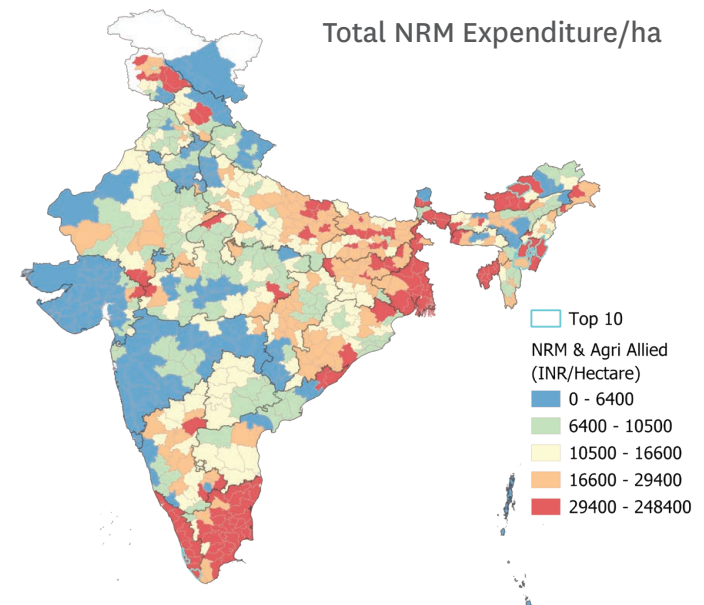 Total NRM Expenditure/ha
Top 10
NRM & Agri Allied
(INR/Hectare)
0 - 6400
6400 - 10500
10500 - 16600
16600 - 29400
29400 - 248400